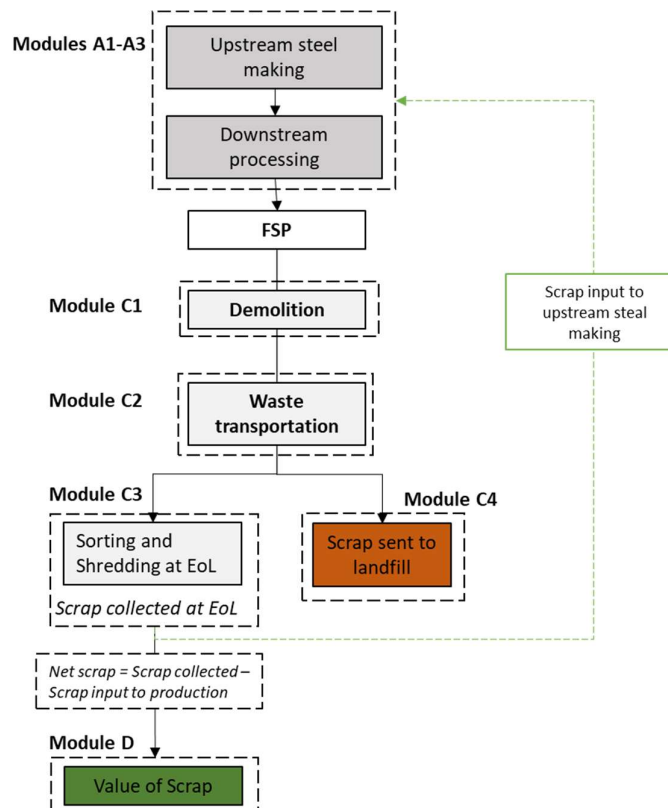 Modules A1-A3
Upstream steel
making
Downstream
processing
FSP
Module C1
Demolition
Scrap input to
upstream steal
making
Module C2
Waste
transportation
Module C3
Module C4
Sorting and
Shredding at EoL
Scrap sent to
landfill
Scrap collected at EoL
Net scrap = Scrap collected –
Scrap input to production
Module D
Value of Scrap